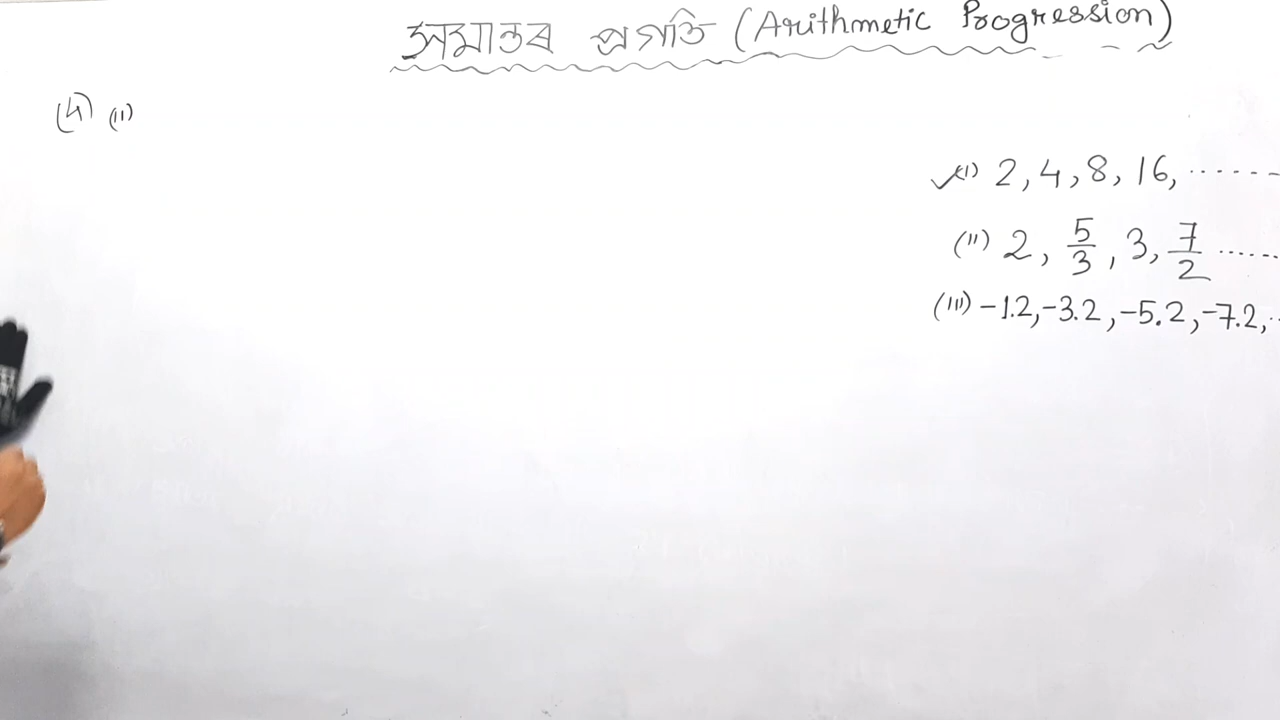 সমান্তৰ প্ৰগতি (Arithmetic Progression)
(4) (II)
✓(I) 2, 4, 8, 16, ......
(II) 2, 5/3, 3, 7/2 ......
(III) -1.2, -3.2, -5.2, -7.2, ..